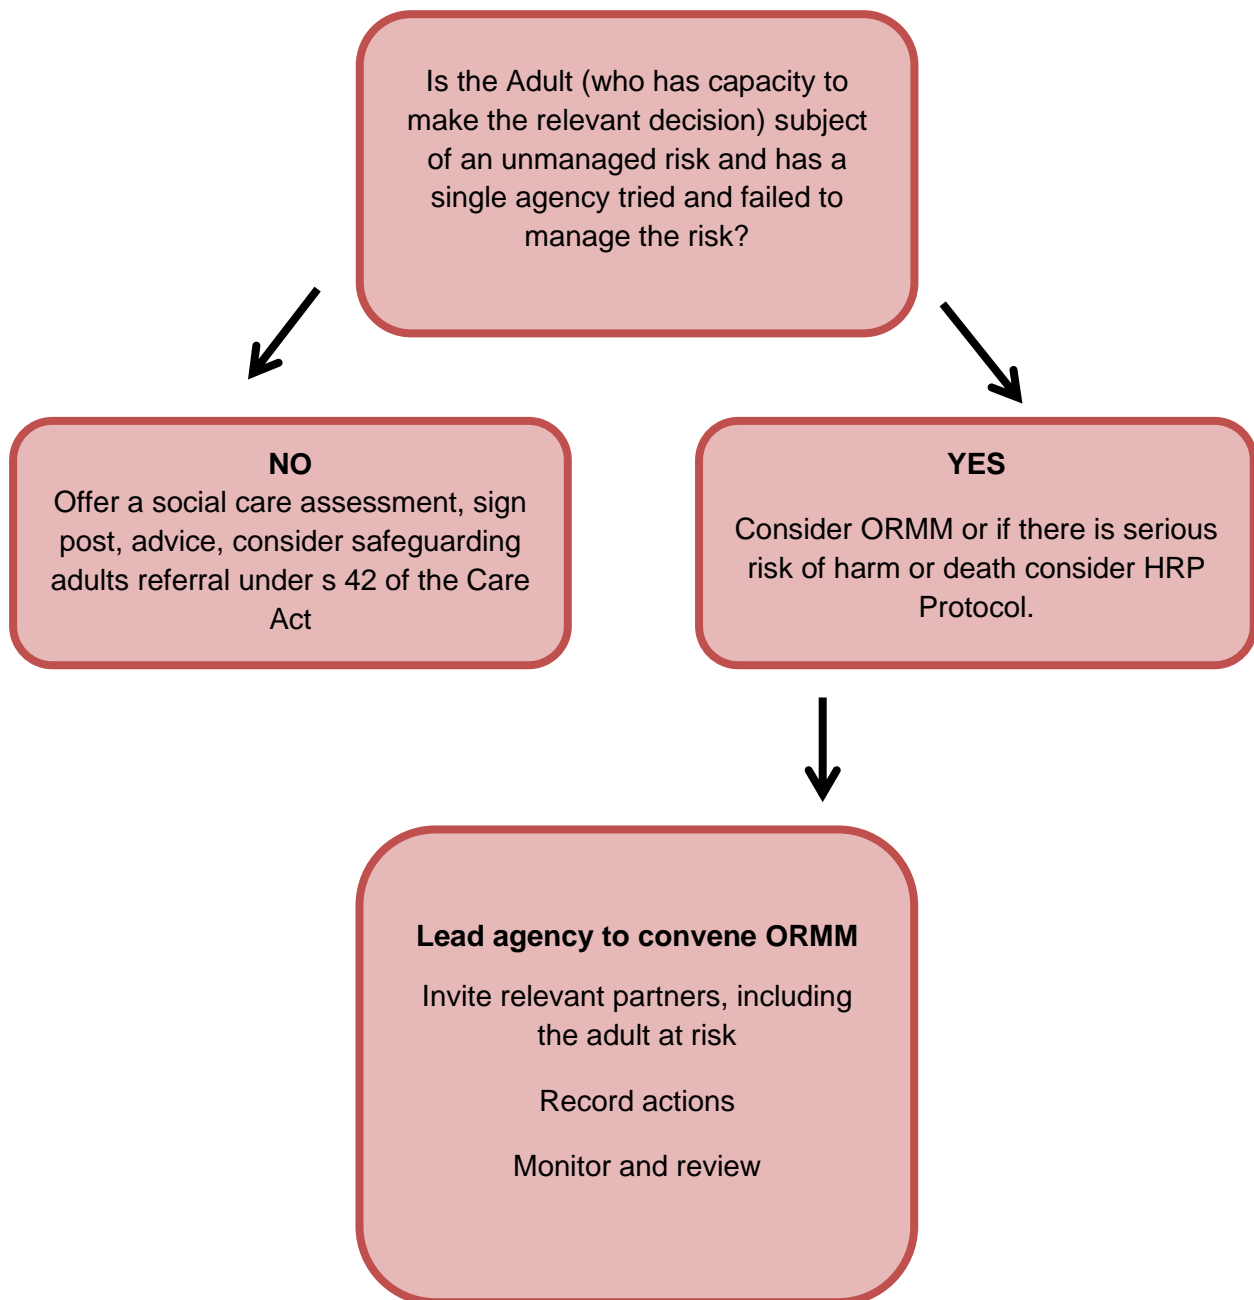 Is the Adult (who has capacity to
make the relevant decision) subject
of an unmanaged risk and has a
single agency tried and failed to
manage the risk?
NO
Offer a social care assessment, sign
post, advice, consider safeguarding
adults referral under s 42 of the Care
Act
YES
Consider ORMM or if there is serious
risk of harm or death consider HRP
Protocol.
Lead agency to convene ORMM
Invite relevant partners, including
the adult at risk
Record actions
Monitor and review